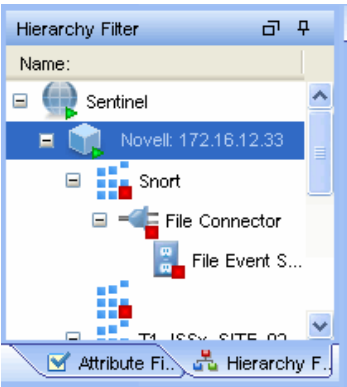 Hierarchy Filter
Name:
Sentinel
Novell: 172.16.12.33
Snort
File Connector
File Event S...
Attribute Fi..
Hierarchy F..